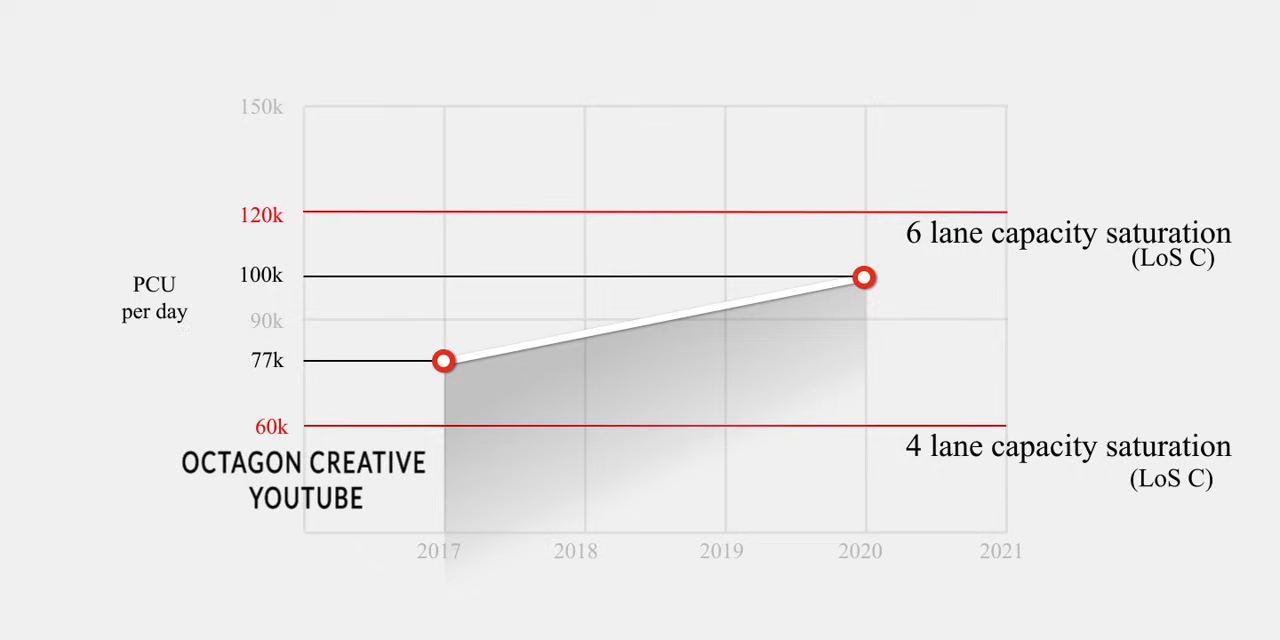 150k
120k
6 lane capacity saturation
(LoS C)
100k
PCU
per day
90k
77k
60k
4 lane capacity saturation
(LoS C)
OCTAGON CREATIVE
YOUTUBE
2017 2018 2019 2020 2021